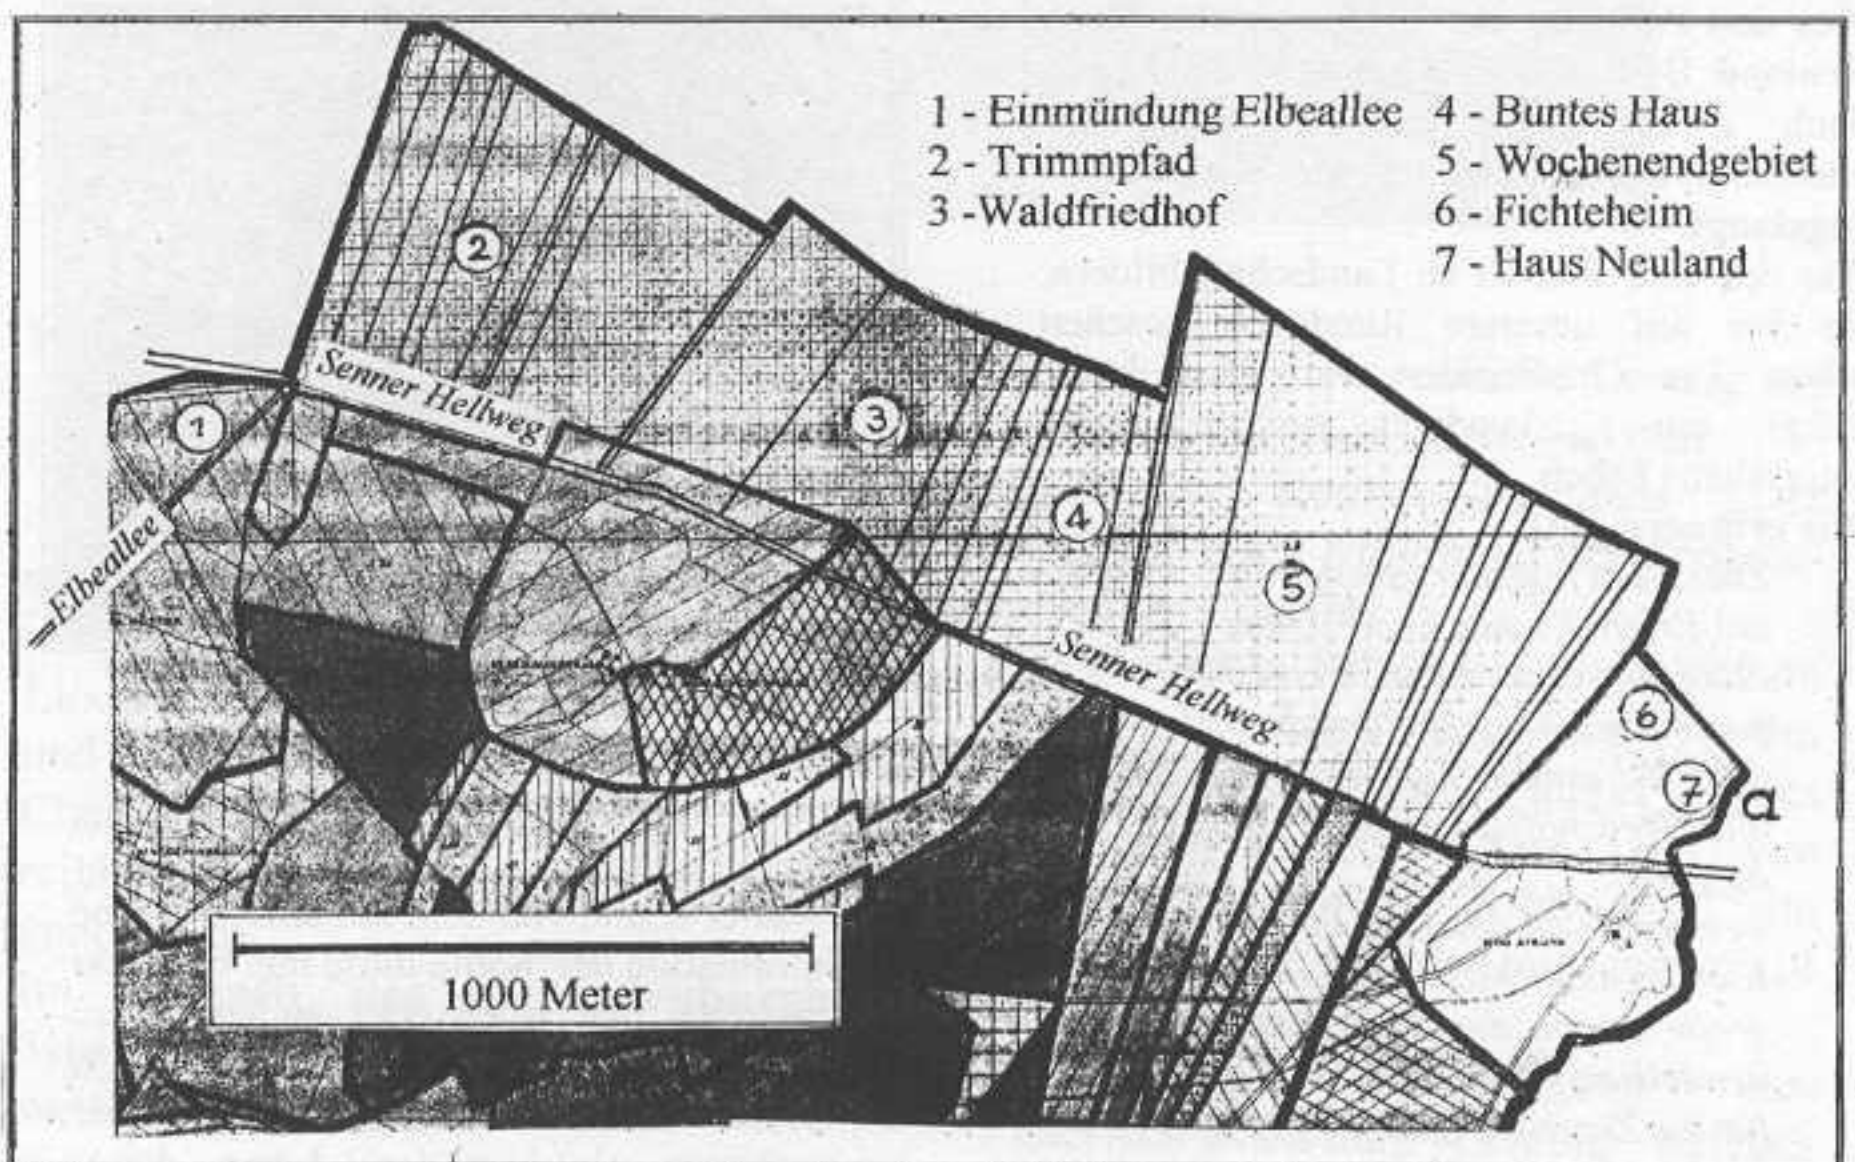 1 - Einmündung Elbeallee
2 - Trimmpfad
3 -Waldfriedhof
4 - Buntes Haus
5 - Wochenendgebiet
6 - Fichteheim
7 - Haus Neuland
2
Senner Hellweg
1
3
4
Elbeallee
5
Senner Hellweg
6
7
a
1000 Meter